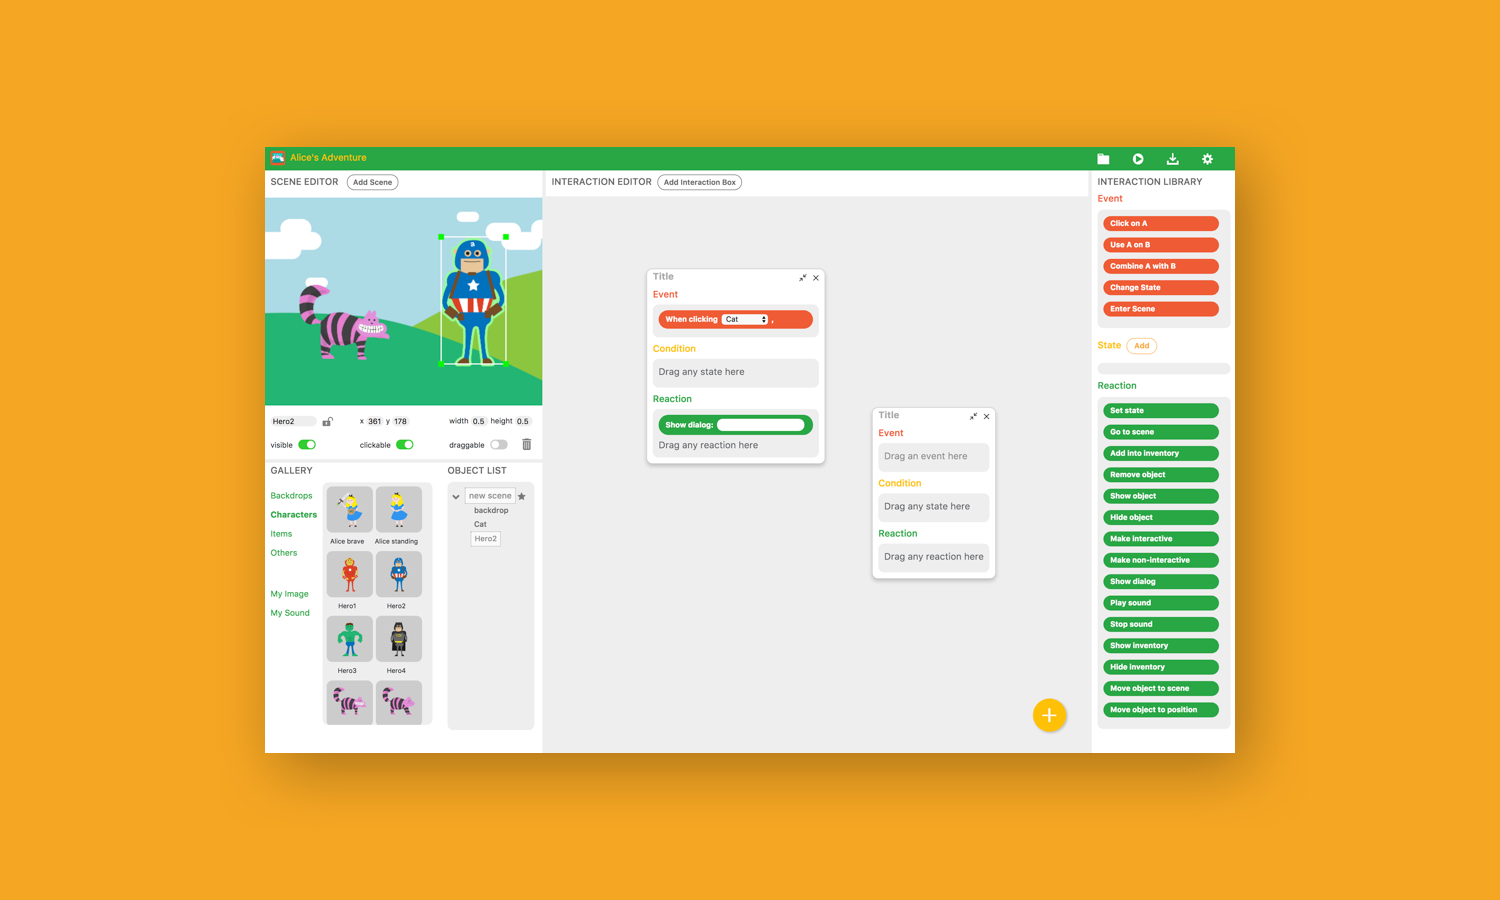 Alice's Adventure
SCENE EDITOR
Add Scene
a
Hero2
x 361 y 178
width 0.5 height 0.5
visible
clickable
draggable
GALLERY
Backdrops
Characters
Items
Others
My Image
My Sound
Alice brave
Alice standing
Hero1
Hero2
Hero3
Hero4
OBJECT LIST
new scene
backdrop
Cat
Hero2
INTERACTION EDITOR
Add Interaction Box
Title
Event
When clicking Cat ,
Condition
Drag any state here
Reaction
Show dialog:
Drag any reaction here
Title
Event
Drag an event here
Condition
Drag any state here
Reaction
Drag any reaction here
INTERACTION LIBRARY
Event
Click on A
Use A on B
Combine A with B
Change State
Enter Scene
State
Add
Reaction
Set state
Go to scene
Add into inventory
Remove object
Show object
Hide object
Make interactive
Make non-interactive
Show dialog
Play sound
Stop sound
Show inventory
Hide inventory
Move object to scene
Move object to position